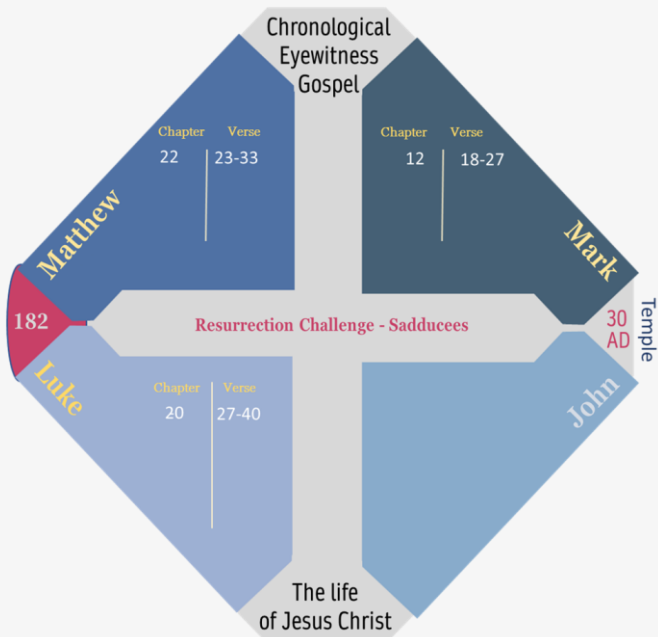 Chronological
Eyewitness
Gospel
Chapter Verse
22 23-33
Matthew
Chapter Verse
12 18-27
Mark
182
Resurrection Challenge - Sadducees
30
AD
Temple
Luke
Chapter Verse
20 27-40
John
The life
of Jesus Christ